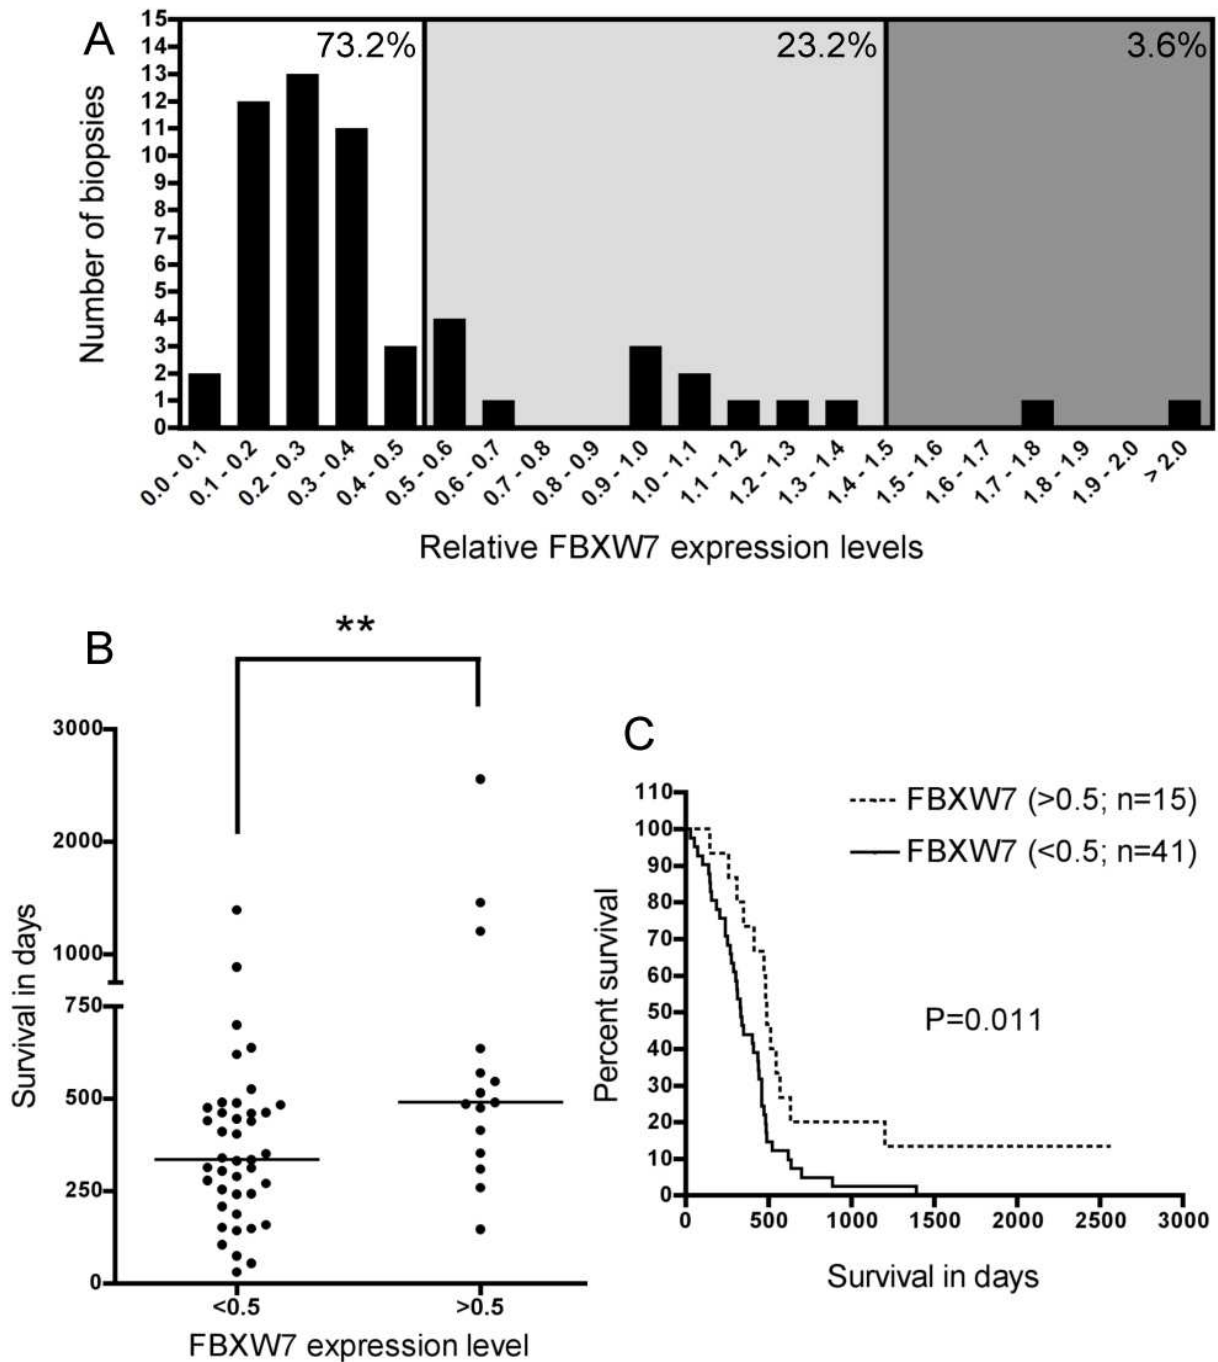 A
73.2%
23.2%
3.6%
Number of biopsies
15
14
13
12
11
10
9
8
7
6
5
4
3
2
1
0
0.0 - 0.1
0.1 - 0.2
0.2 - 0.3
0.3 - 0.4
0.4 - 0.5
0.5 - 0.6
0.6 - 0.7
0.7 - 0.8
0.8 - 0.9
0.9 - 1.0
1.0 - 1.1
1.1 - 1.2
1.2 - 1.3
1.3 - 1.4
1.4 - 1.5
1.5 - 1.6
1.6 - 1.7
1.7 - 1.8
1.8 - 1.9
1.9 - 2.0
> 2.0
Relative FBXW7 expression levels
B
**
Survival in days
3000
2000
1000
750
500
250
0
<0.5
>0.5
FBXW7 expression level
C
FBXW7 (>0.5; n=15)
FBXW7 (<0.5; n=41)
P=0.011
Percent survival
110
100
90
80
70
60
50
40
30
20
10
0
0
500
1000
1500
2000
2500
3000
Survival in days